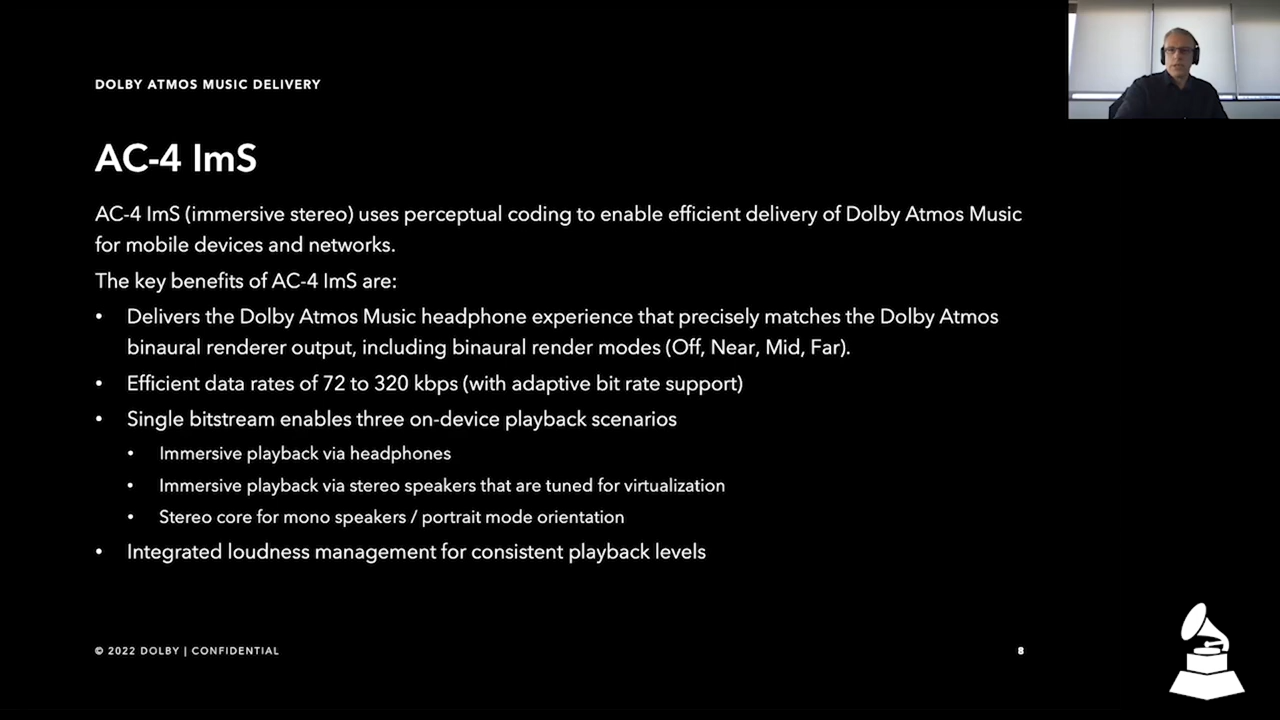 DOLBY ATMOS MUSIC DELIVERY
AC-4 ImS
AC-4 ImS (immersive stereo) uses perceptual coding to enable efficient delivery of Dolby Atmos Music
for mobile devices and networks.
The key benefits of AC-4 ImS are:
• Delivers the Dolby Atmos Music headphone experience that precisely matches the Dolby Atmos
binaural renderer output, including binaural render modes (Off, Near, Mid, Far).
• Efficient data rates of 72 to 320 kbps (with adaptive bit rate support)
• Single bitstream enables three on-device playback scenarios
• Immersive playback via headphones
• Immersive playback via stereo speakers that are tuned for virtualization
• Stereo core for mono speakers / portrait mode orientation
• Integrated loudness management for consistent playback levels
© 2022 DOLBY | CONFIDENTIAL
8